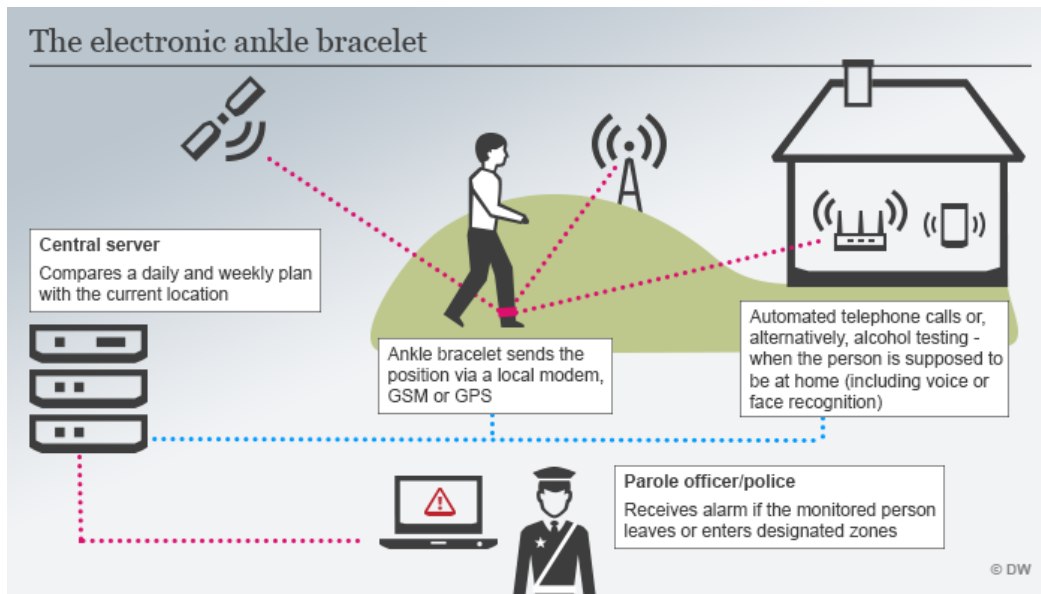 The electronic ankle bracelet
Central server
Compares a daily and weekly plan
with the current location
Ankle bracelet sends the
position via a local modem,
GSM or GPS
Automated telephone calls or,
alternatively, alcohol testing -
when the person is supposed to
be at home (including voice or
face recognition)
Parole officer/police
Receives alarm if the monitored person
leaves or enters designated zones
© DW